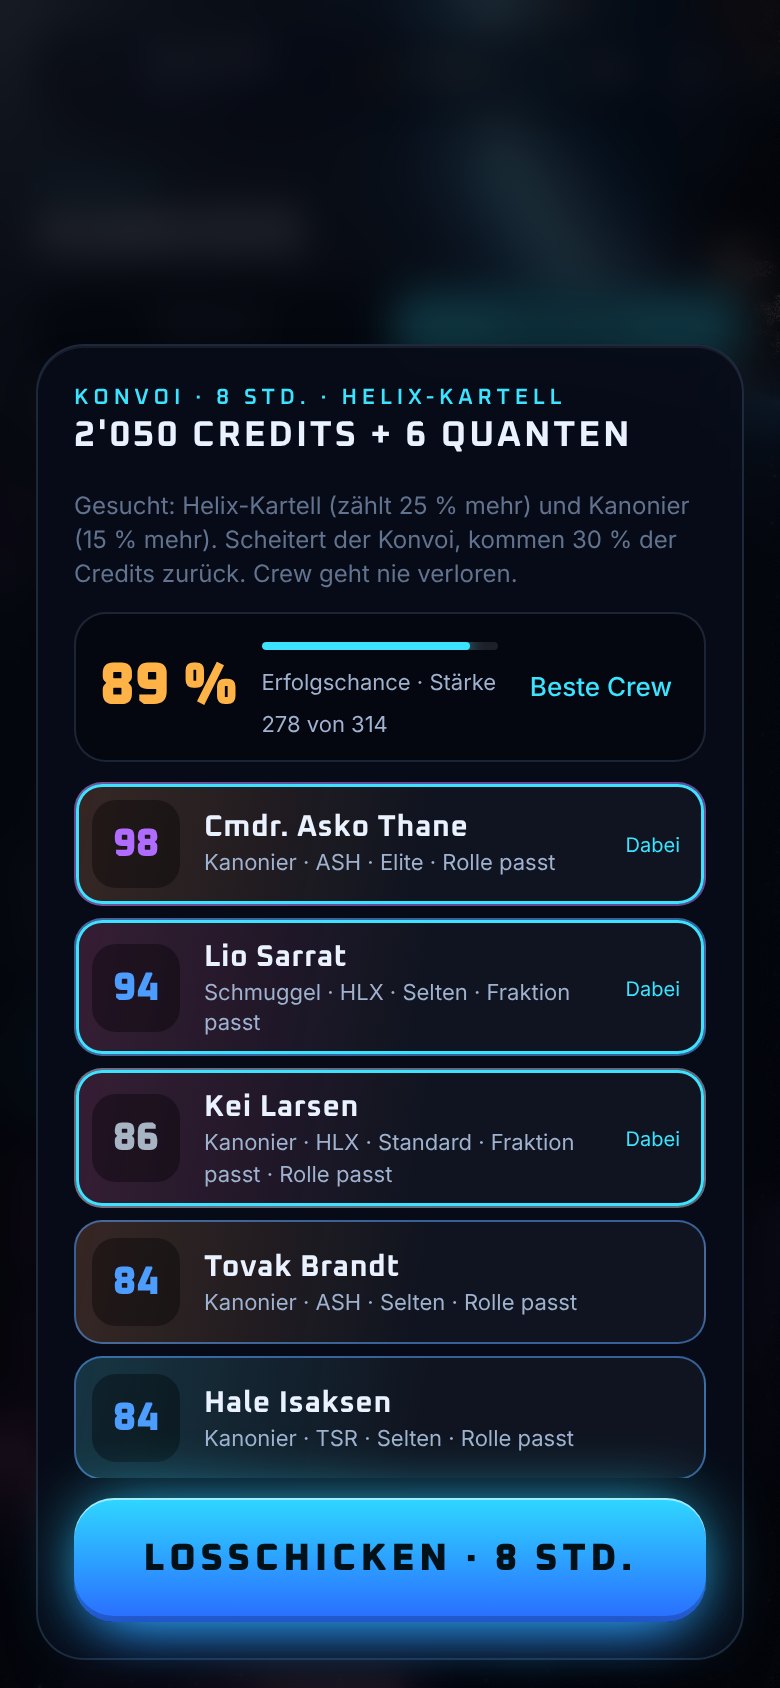 KONVOI · 8 STD. · HELIX-KARTELL
2'050 CREDITS + 6 QUANTEN
Gesucht: Helix-Kartell (zählt 25 % mehr) und Kanonier
(15 % mehr). Scheitert der Konvoi, kommen 30 % der
Credits zurück. Crew geht nie verloren.
89 %
Erfolgschance · Stärke
278 von 314
Beste Crew
98
Cmdr. Asko Thane
Kanonier · ASH · Elite · Rolle passt
Dabei
94
Lio Sarrat
Schmuggel · HLX · Selten · Fraktion
passt
Dabei
86
Kei Larsen
Kanonier · HLX · Standard · Fraktion
passt · Rolle passt
Dabei
84
Tovak Brandt
Kanonier · ASH · Selten · Rolle passt
84
Hale Isaksen
Kanonier · TSR · Selten · Rolle passt
LOSSCHICKEN · 8 STD.